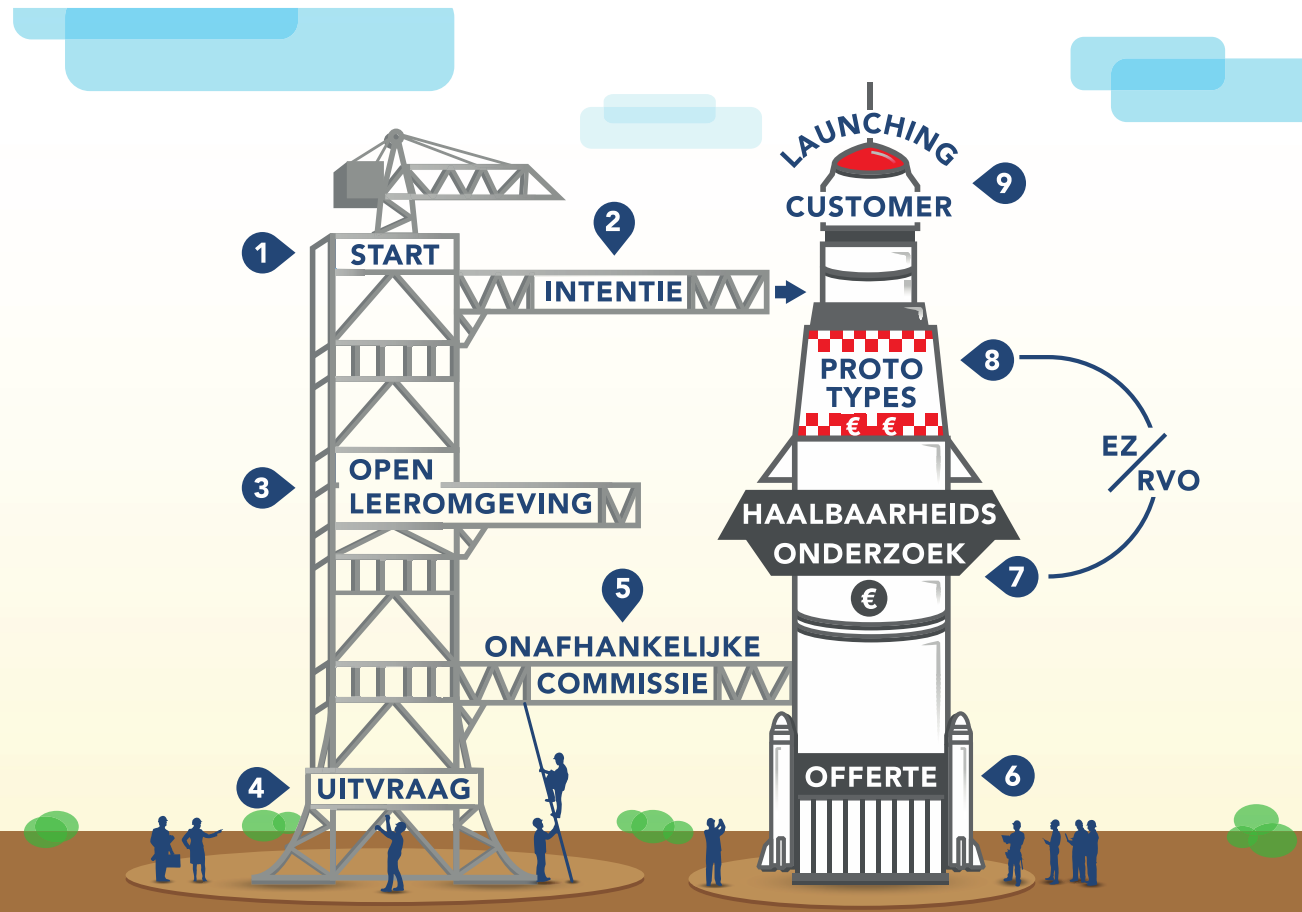 1
START
2
INTENTIE
3
OPEN
LEEROMGEVING
4
UITVRAAG
5
ONAFHANKELIJKE
COMMISSIE
6
OFFERTE
7
HAALBAARHEIDS
ONDERZOEK
€
8
PROTO
TYPES
€ €
EZ/
RVO
9
LAUNCHING
CUSTOMER